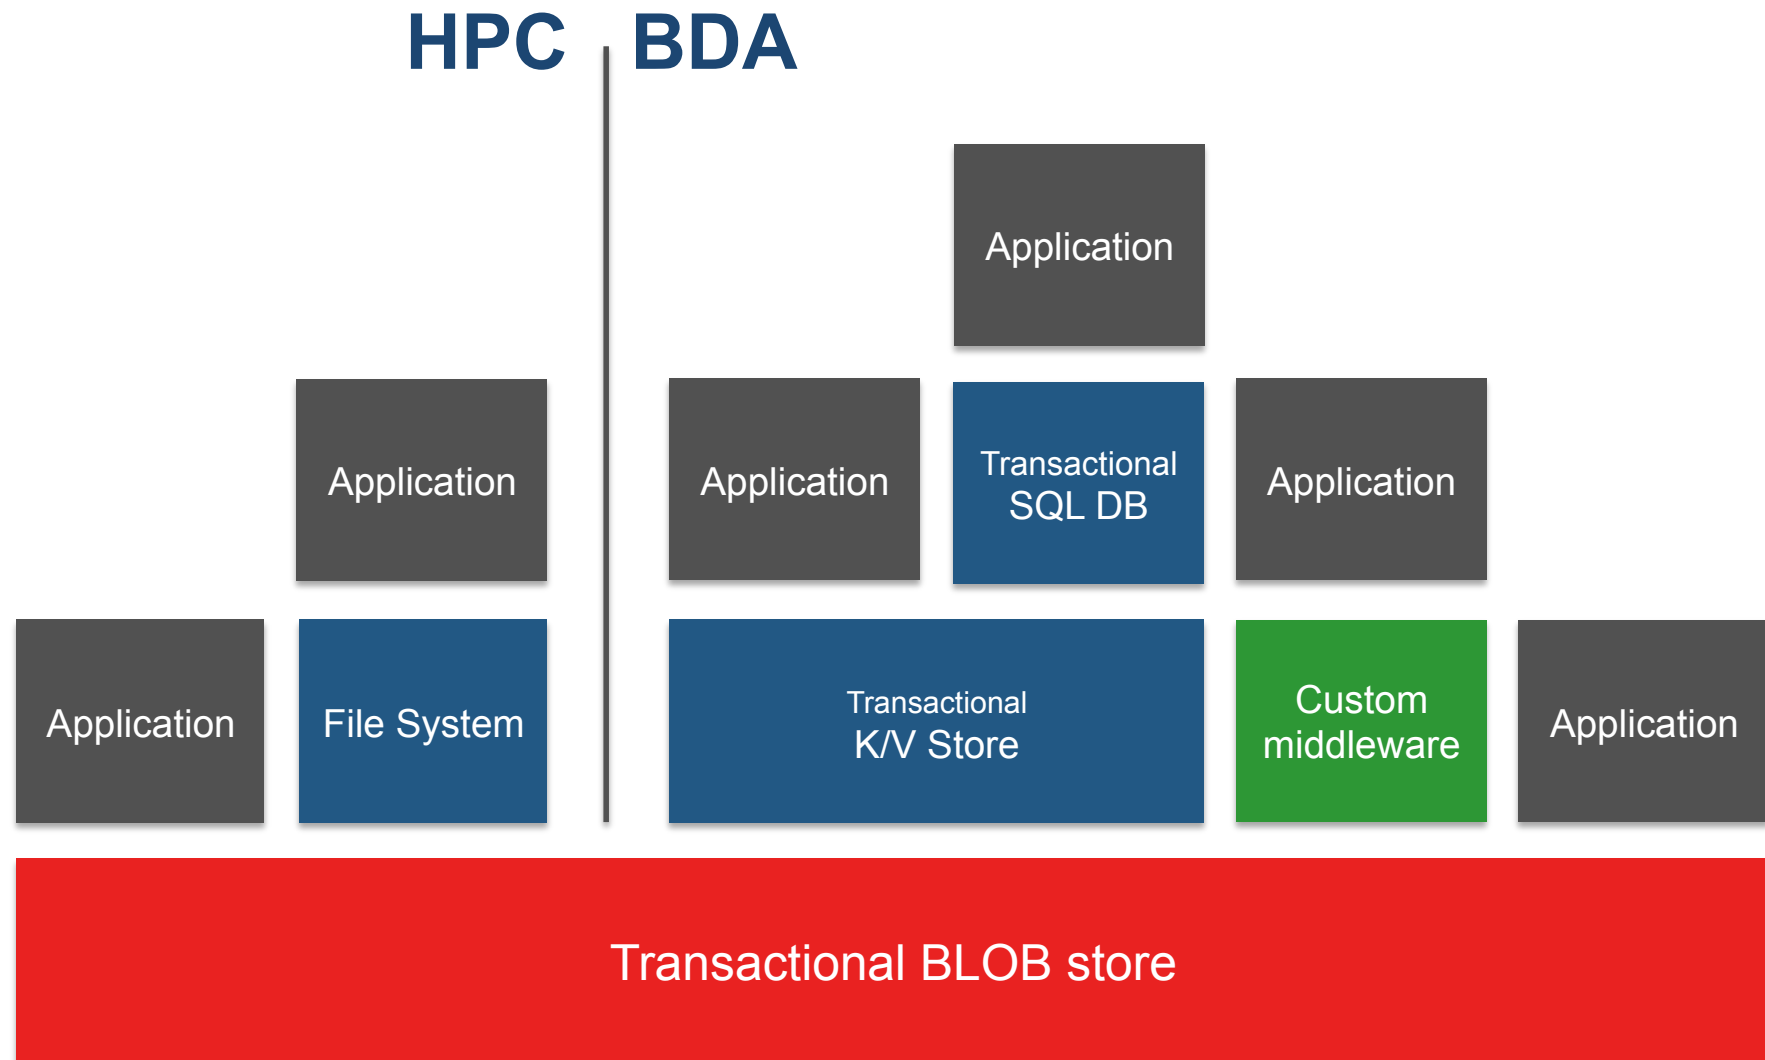 HPC BDA
Application
Application
Application
Transactional
SQL DB
Application
Application
File System
Transactional
K/V Store
Custom
middleware
Application
Transactional BLOB store